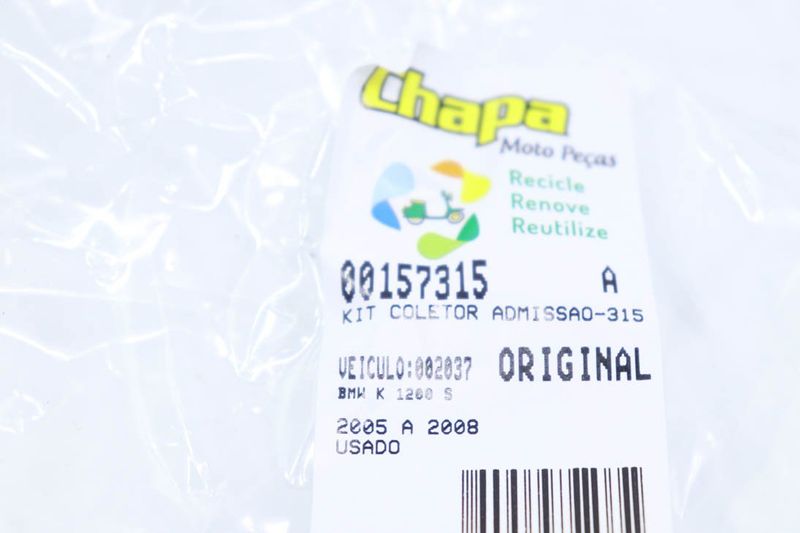 chapa
Moto Peças
Recicle
Renove
Reutilize
00157315 A
KIT COLETOR ADMISSAO-315
VEICULO:002037 ORIGINAL
BMW K 1200 S
2005 A 2008
USADO